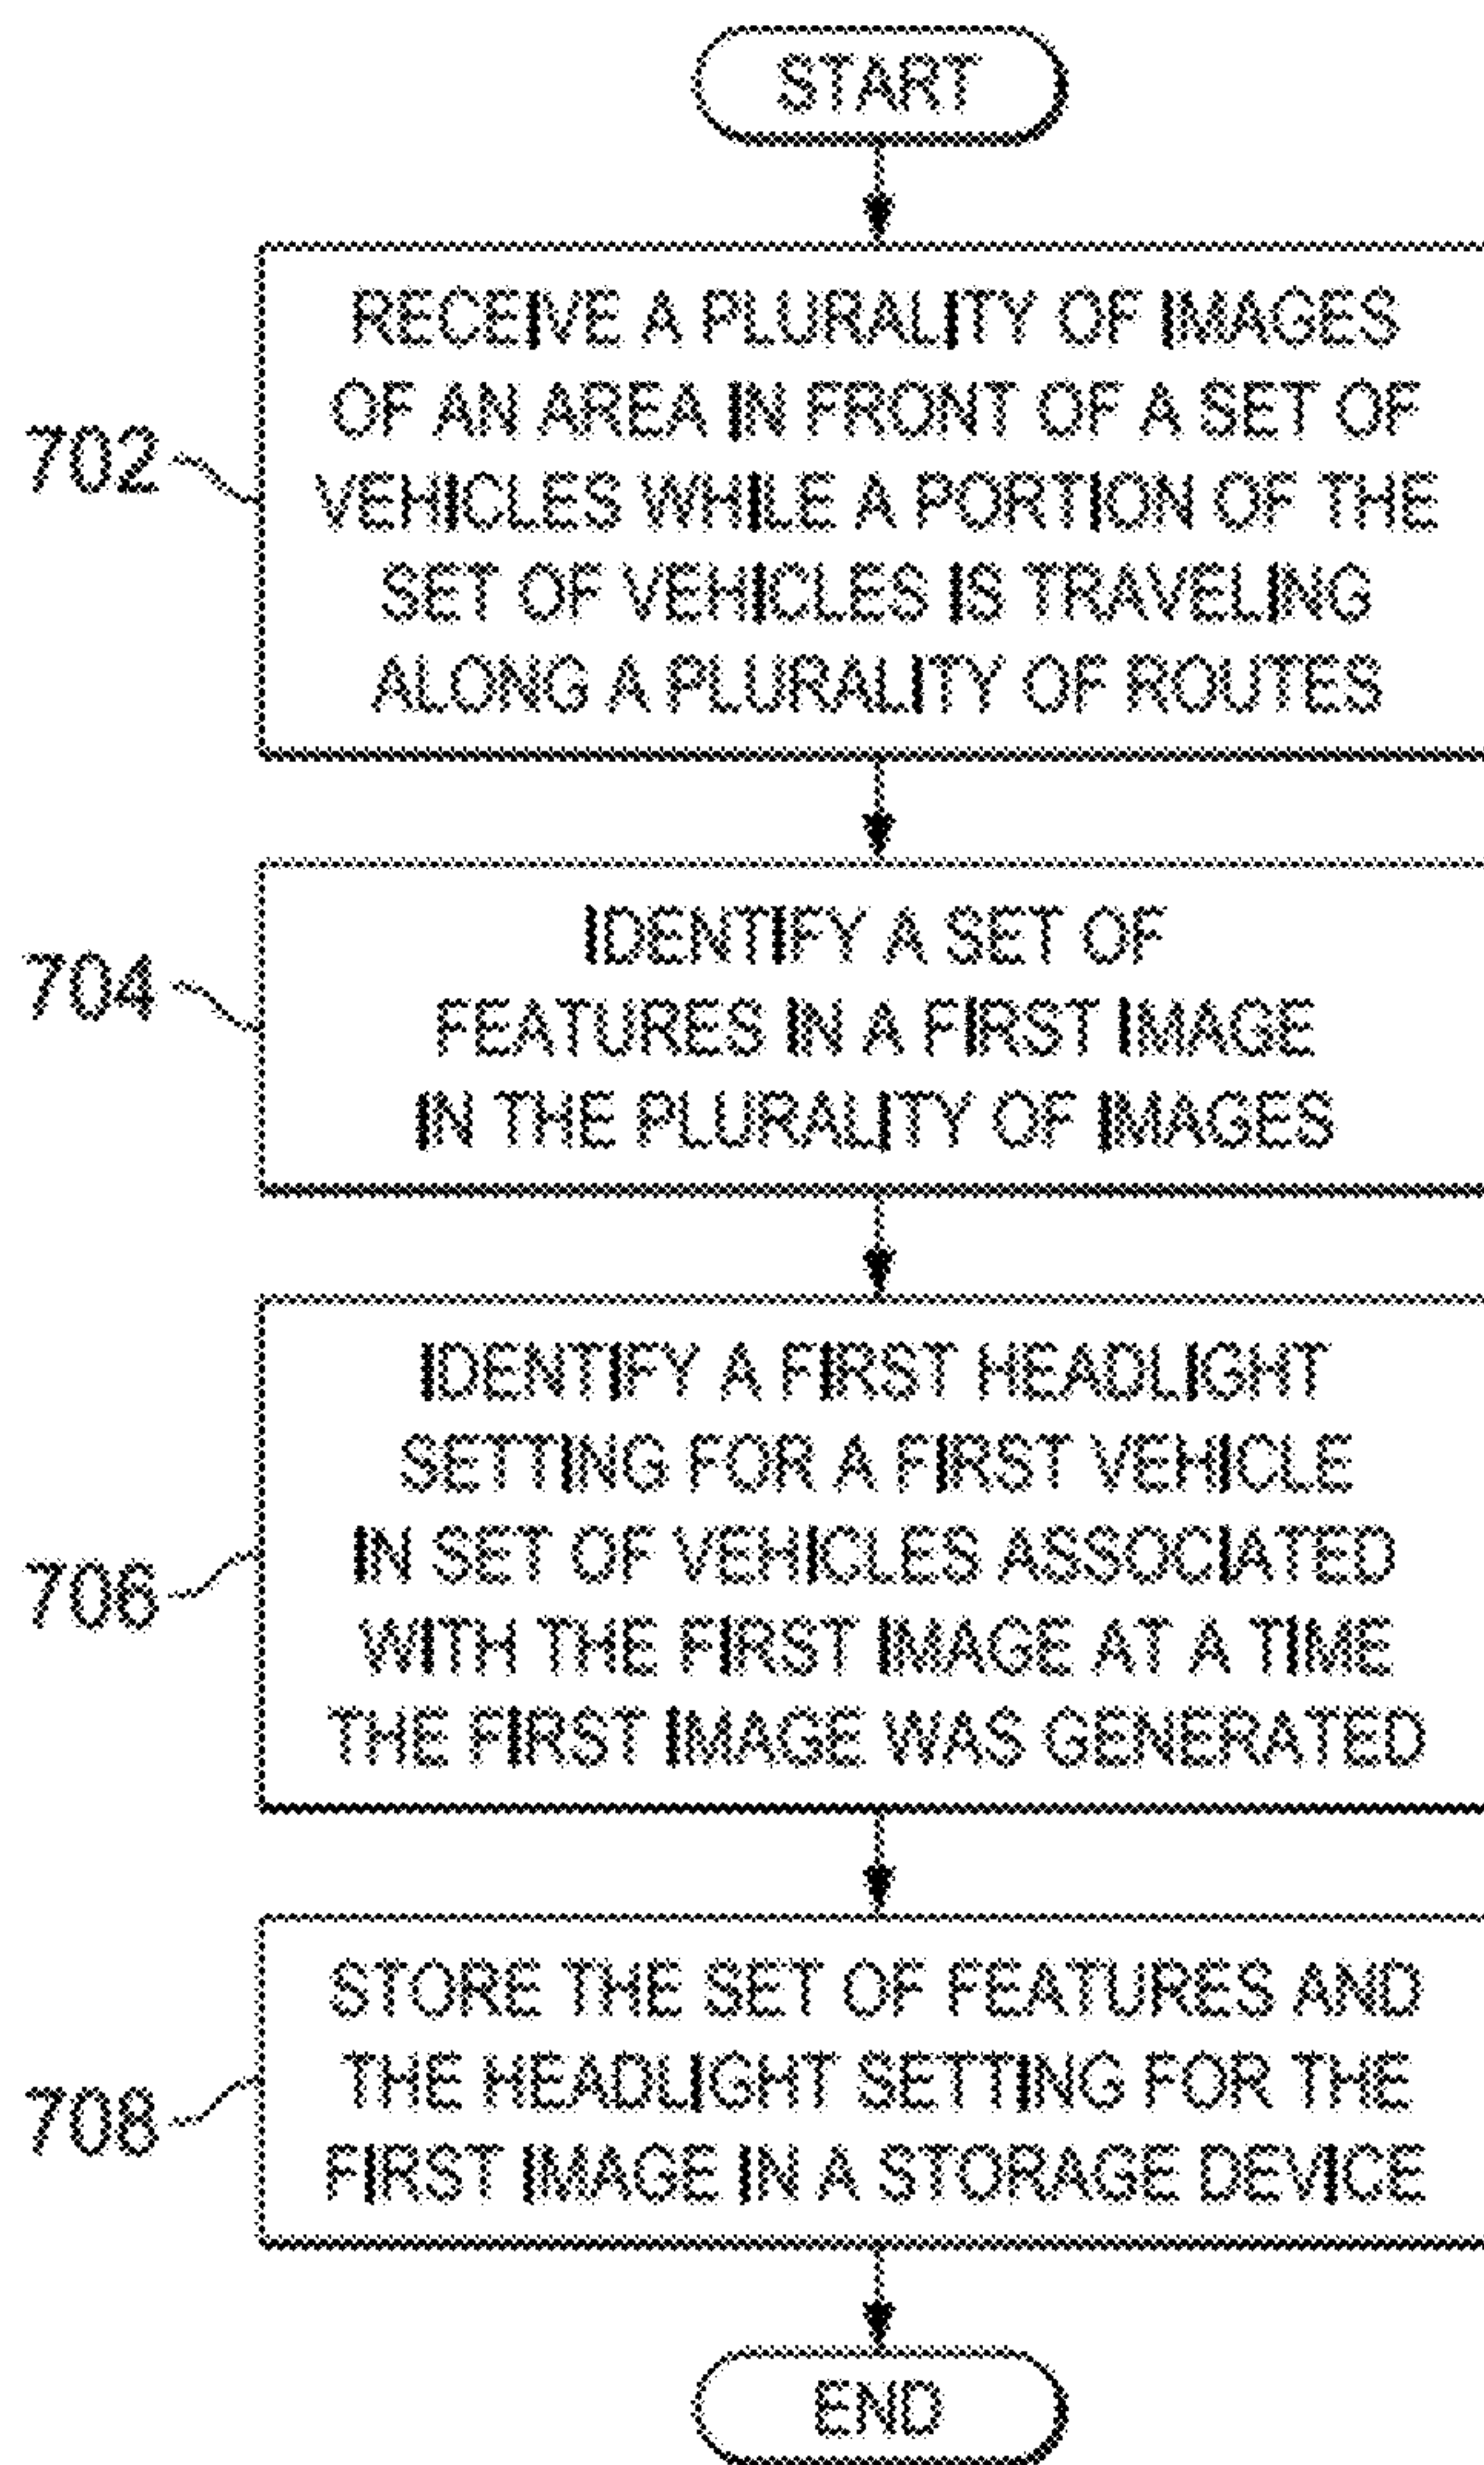 START
RECEIVE A PLURALITY OF IMAGES
OF AN AREA IN FRONT OF A SET OF
VEHICLES WHILE A PORTION OF THE
SET OF VEHICLES IS TRAVELING
ALONG A PLURALITY OF ROUTES
702
IDENTIFY A SET OF
FEATURES IN A FIRST IMAGE
IN THE PLURALITY OF IMAGES
704
IDENTIFY A FIRST HEADLIGHT
SETTING FOR A FIRST VEHICLE
IN SET OF VEHICLES ASSOCIATED
WITH THE FIRST IMAGE AT A TIME
THE FIRST IMAGE WAS GENERATED
706
STORE THE SET OF FEATURES AND
THE HEADLIGHT SETTING FOR THE
FIRST IMAGE IN A STORAGE DEVICE
708
END